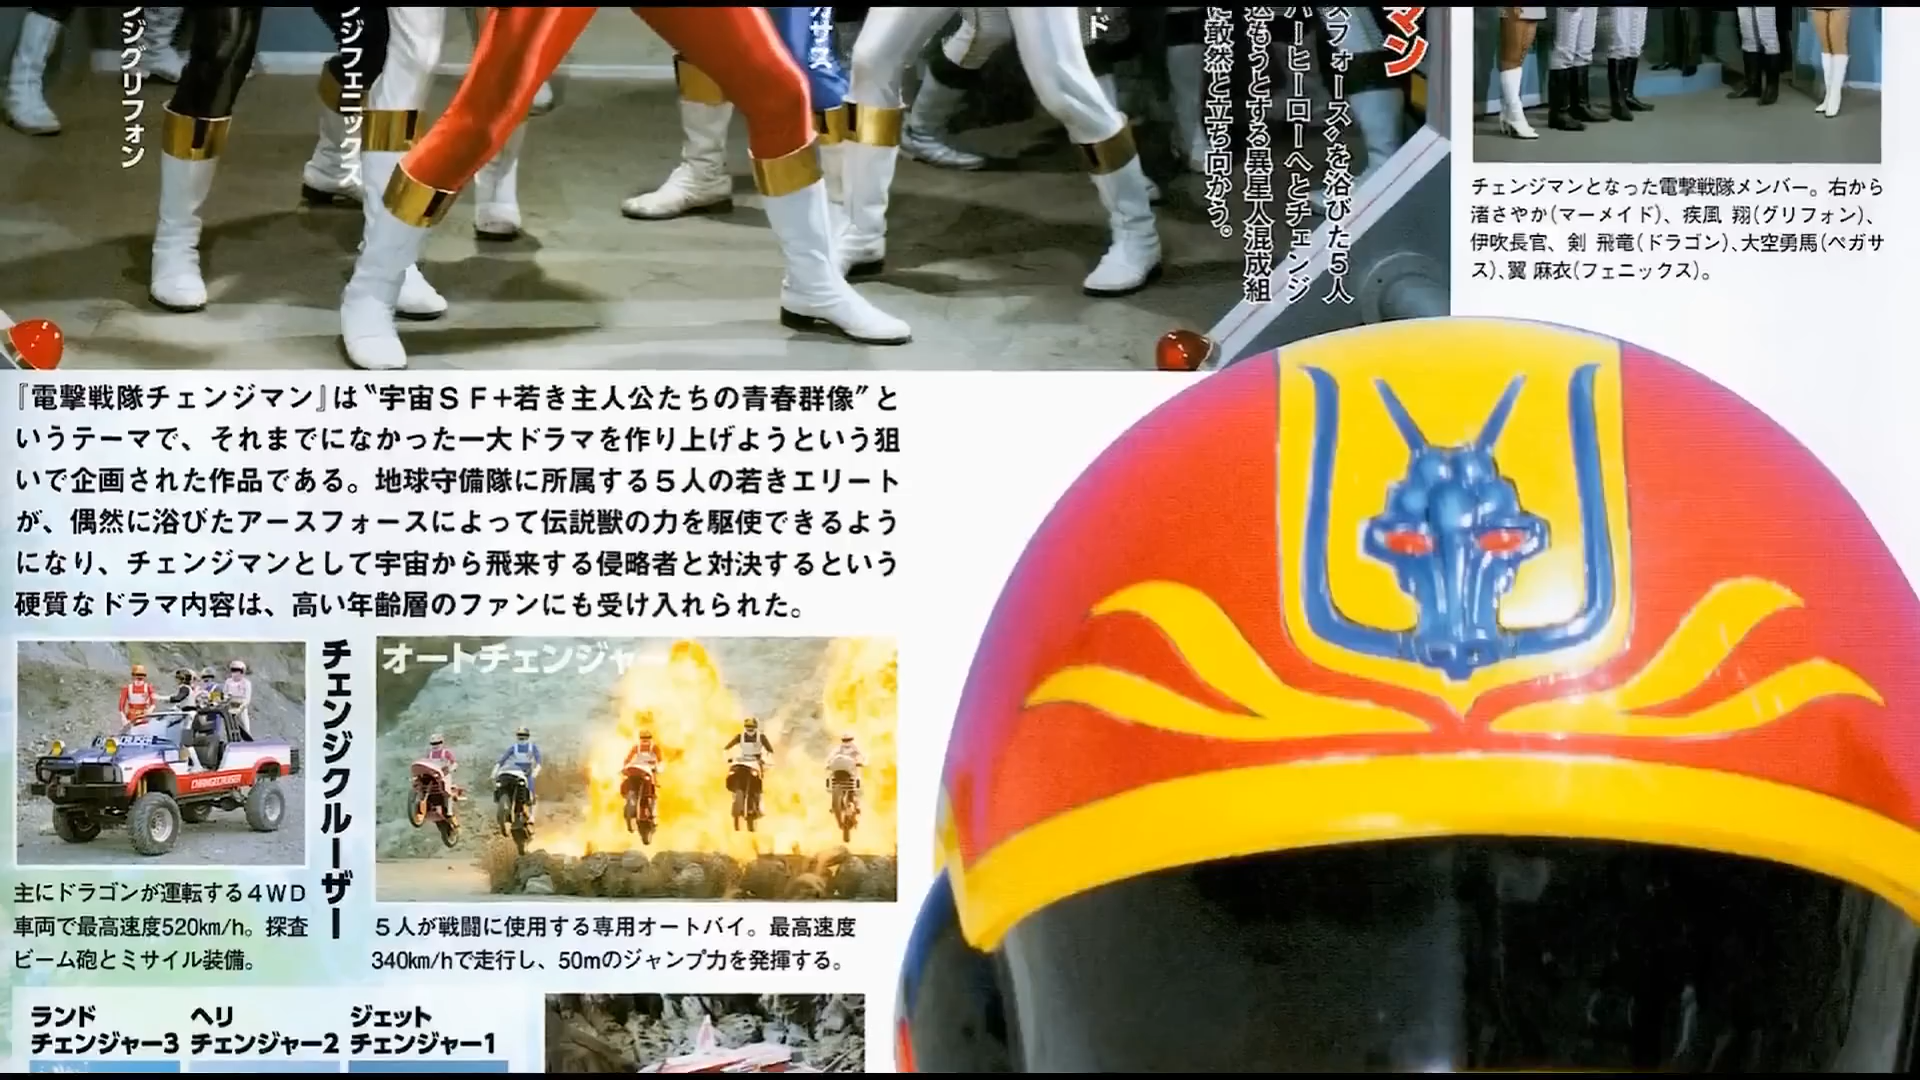 ジグリフォン
ジフェニックス
ガサス
ード
マン
スフォース〟を浴びた５人
パーヒーローへとチェンジ
込もうとする異星人混成組
に敢然と立ち向かう。
チェンジマンとなった電撃戦隊メンバー。右から
渚さやか(マーメイド)、疾風 翔(グリフォン)、
伊吹長官、剣 飛竜(ドラゴン)、大空勇馬(ペガサ
ス)、翼 麻衣(フェニックス)。
『電撃戦隊チェンジマン』は〝宇宙ＳＦ+若き主人公たちの青春群像〟と
いうテーマで、それまでになかった一大ドラマを作り上げようという狙
いで企画された作品である。地球守備隊に所属する５人の若きエリート
が、偶然に浴びたアースフォースによって伝説獣の力を駆使できるよう
になり、チェンジマンとして宇宙から飛来する侵略者と対決するという
硬質なドラマ内容は、高い年齢層のファンにも受け入れられた。
チェンジクルーザー
CHANGECRUISER
主にドラゴンが運転する４ＷＤ
車両で最高速度520km/h。探査
ビーム砲とミサイル装備。
オートチェンジャー
５人が戦闘に使用する専用オートバイ。最高速度
340km/hで走行し、50mのジャンプ力を発揮する。
ランド
チェンジャー3
ヘリ
チェンジャー2
ジェット
チェンジャー1